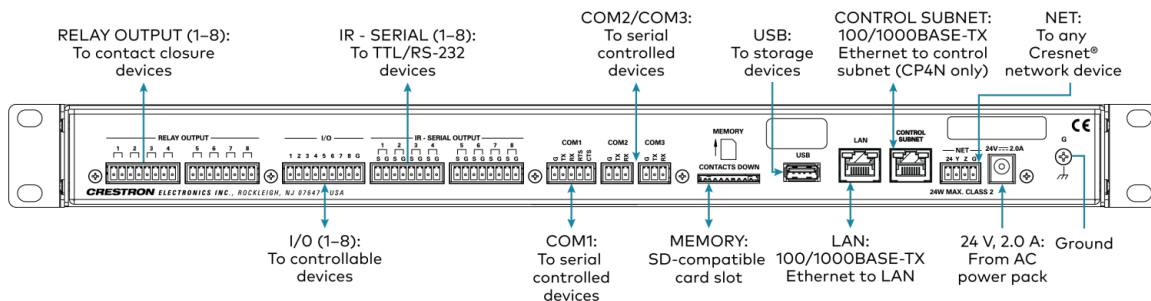 RELAY OUTPUT (1–8):
To contact closure
devices
IR - SERIAL (1–8):
To TTL/RS-232
devices
COM2/COM3:
To serial
controlled
devices
USB:
To storage
devices
CONTROL SUBNET:
100/1000BASE-TX
Ethernet to control
subnet (CP4N only)
NET:
To any
Cresnet®
network device
RELAY OUTPUT
1 2 3 4 5 6 7 8
I/O
1 2 3 4 5 6 7 8 G
IR - SERIAL OUTPUT
1 2 3 4 5 6 7 8
S G S G S G S G S G S G S G S G
COM1
G TX RX RTS CTS
COM2
G TX RX
COM3
G TX RX
MEMORY
CONTACTS DOWN
USB
LAN
CONTROL
SUBNET
NET
24 Y Z G
24V 2.0A
24W MAX. CLASS 2
G
CE
CRESTRON ELECTRONICS INC., ROCKLEIGH, NJ 07647 USA
I/O (1–8):
To controllable
devices
COM1:
To serial
controlled
devices
MEMORY:
SD-compatible
card slot
LAN:
100/1000BASE-TX
Ethernet to LAN
24 V, 2.0 A:
From AC
power pack
Ground